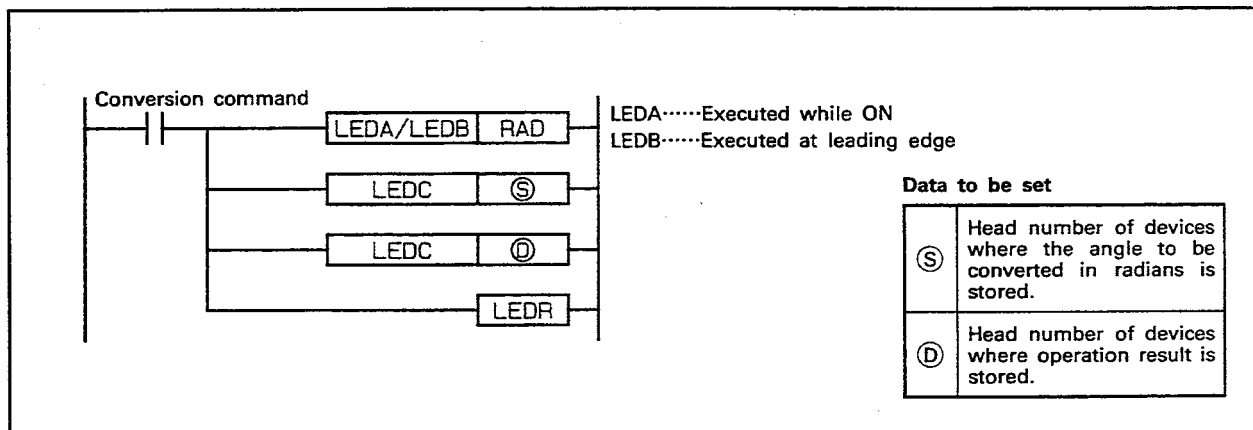 Conversion command
LEDA/LEDB RAD
LEDA······Executed while ON
LEDB······Executed at leading edge
LEDC Ⓢ
LEDC Ⓓ
LEDR
Data to be set
Ⓢ
Head number of devices
where the angle to be
converted in radians is
stored.
Ⓓ
Head number of devices
where operation result is
stored.